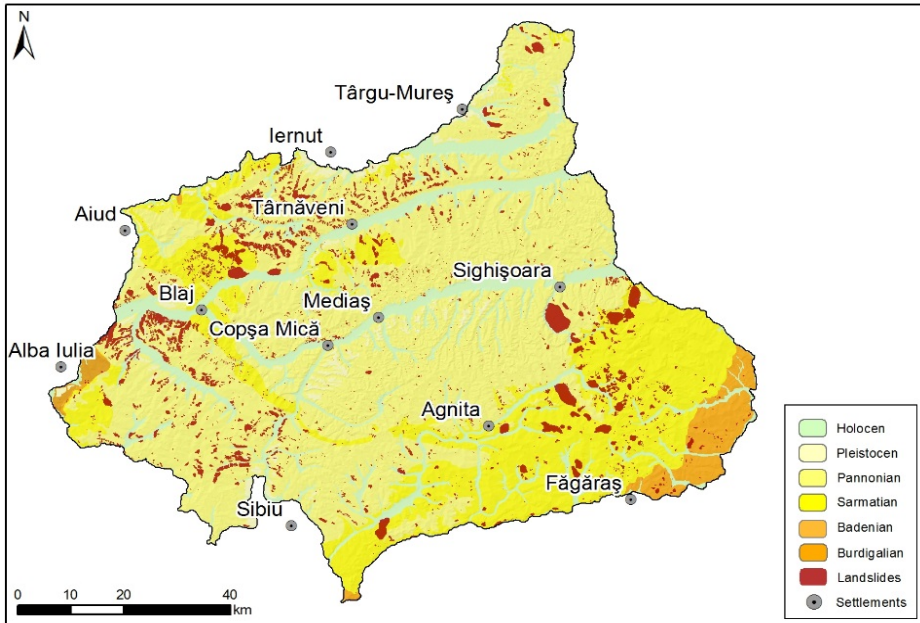 N
Târgu-Mureş
Iernut
Târnăveni
Aiud
Sighişoara
Blaj
Mediaş
Copşa Mică
Alba Iulia
Agnita
Făgăraş
Sibiu
Holocen
Pleistocen
Pannonian
Sarmatian
Badenian
Burdigalian
Landslides
Settlements
0 10 20 40
km